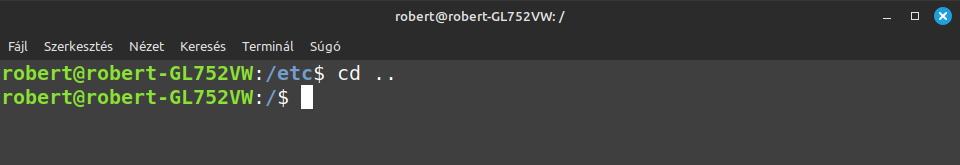 robert@robert-GL752VW: /
Fájl Szerkesztés Nézet Keresés Terminál Súgó
robert@robert-GL752VW:/etc$ cd ..
robert@robert-GL752VW:/$